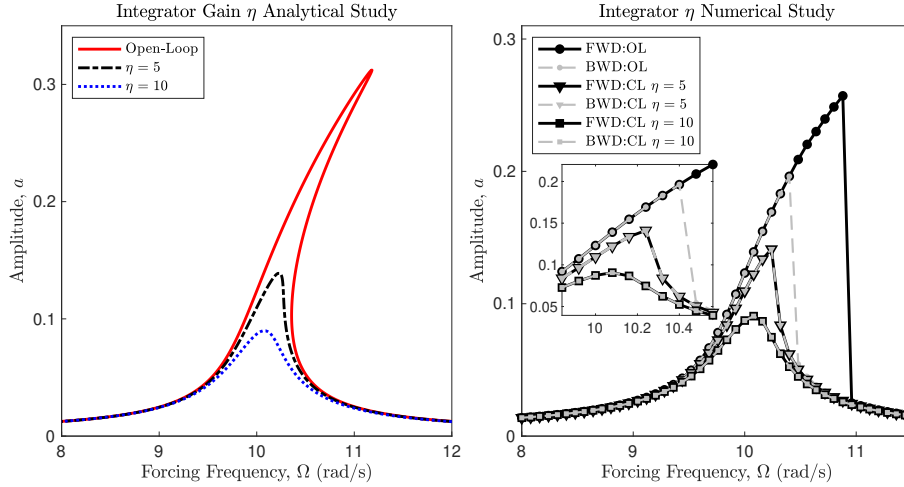 Integrator Gain η Analytical Study
Open-Loop
η = 5
η = 10
0.3
0.2
0.1
0
Amplitude, a
8
9
10
11
12
Forcing Frequency, Ω (rad/s)
Integrator η Numerical Study
FWD:OL
BWD:OL
FWD:CL η = 5
BWD:CL η = 5
FWD:CL η = 10
BWD:CL η = 10
0.3
0.2
0.1
0
Amplitude, a
0.2
0.15
0.1
0.05
10
10.2
10.4
8
9
10
11
Forcing Frequency, Ω (rad/s)